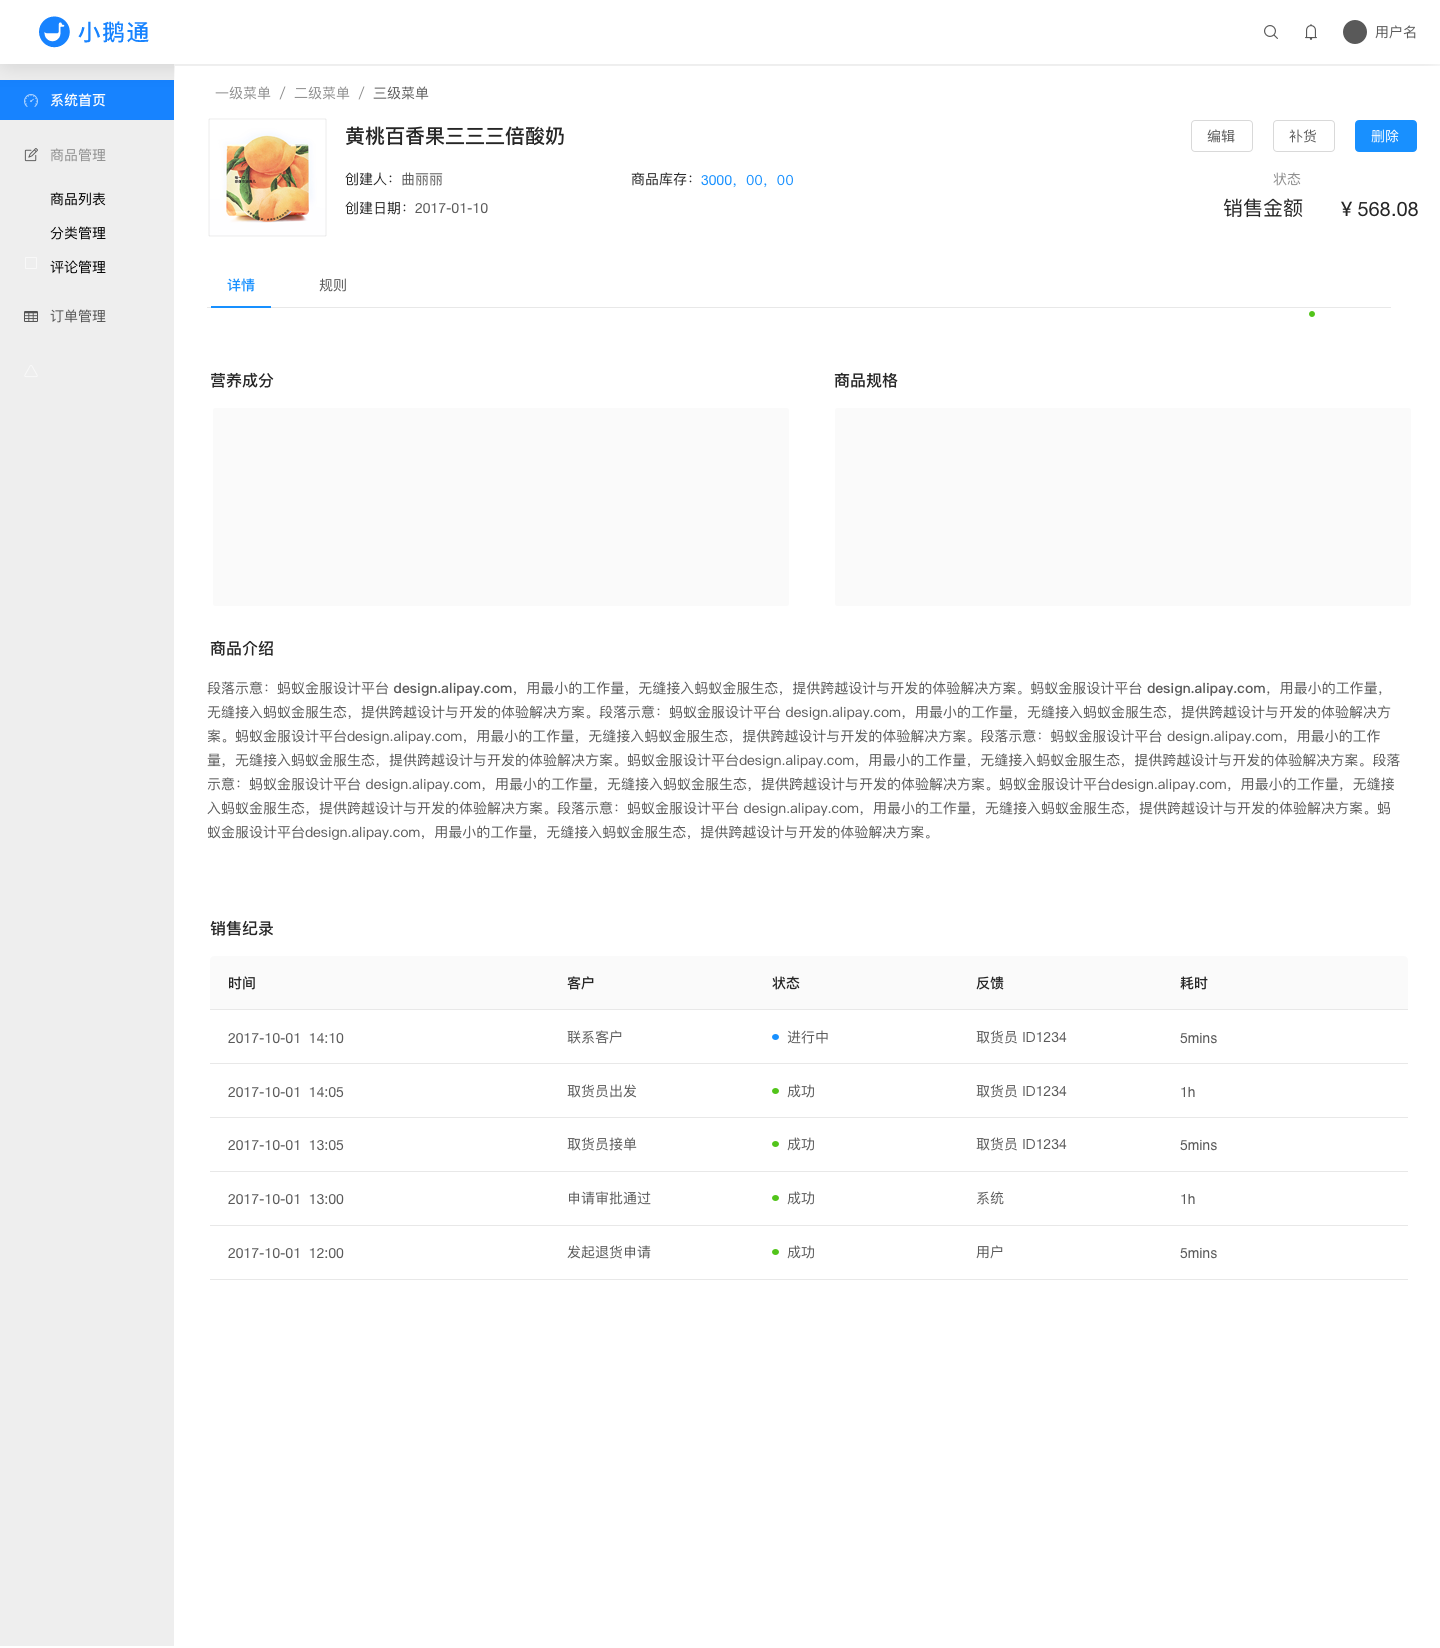 小鹅通
用户名
系统首页
商品管理
商品列表
分类管理
评论管理
订单管理
一级菜单 / 二级菜单 / 三级菜单
黄桃百香果三三三倍酸奶
编辑 补货 删除
创建人：曲丽丽
商品库存：3000，00，00
状态
创建日期：2017-01-10
销售金额 ¥ 568.08
详情 规则
营养成分
商品规格
商品介绍
段落示意：蚂蚁金服设计平台 design.alipay.com，用最小的工作量，无缝接入蚂蚁金服生态，提供跨越设计与开发的体验解决方案。蚂蚁金服设计平台 design.alipay.com，用最小的工作量，
无缝接入蚂蚁金服生态，提供跨越设计与开发的体验解决方案。段落示意：蚂蚁金服设计平台 design.alipay.com，用最小的工作量，无缝接入蚂蚁金服生态，提供跨越设计与开发的体验解决方
案。蚂蚁金服设计平台design.alipay.com，用最小的工作量，无缝接入蚂蚁金服生态，提供跨越设计与开发的体验解决方案。段落示意：蚂蚁金服设计平台 design.alipay.com，用最小的工作
量，无缝接入蚂蚁金服生态，提供跨越设计与开发的体验解决方案。蚂蚁金服设计平台design.alipay.com，用最小的工作量，无缝接入蚂蚁金服生态，提供跨越设计与开发的体验解决方案。段落
示意：蚂蚁金服设计平台 design.alipay.com，用最小的工作量，无缝接入蚂蚁金服生态，提供跨越设计与开发的体验解决方案。蚂蚁金服设计平台design.alipay.com，用最小的工作量，无缝接
入蚂蚁金服生态，提供跨越设计与开发的体验解决方案。段落示意：蚂蚁金服设计平台 design.alipay.com，用最小的工作量，无缝接入蚂蚁金服生态，提供跨越设计与开发的体验解决方案。蚂
蚁金服设计平台design.alipay.com，用最小的工作量，无缝接入蚂蚁金服生态，提供跨越设计与开发的体验解决方案。
销售纪录
时间 客户 状态 反馈 耗时
2017-10-01 14:10 联系客户 进行中 取货员 ID1234 5mins
2017-10-01 14:05 取货员出发 成功 取货员 ID1234 1h
2017-10-01 13:05 取货员接单 成功 取货员 ID1234 5mins
2017-10-01 13:00 申请审批通过 成功 系统 1h
2017-10-01 12:00 发起退货申请 成功 用户 5mins